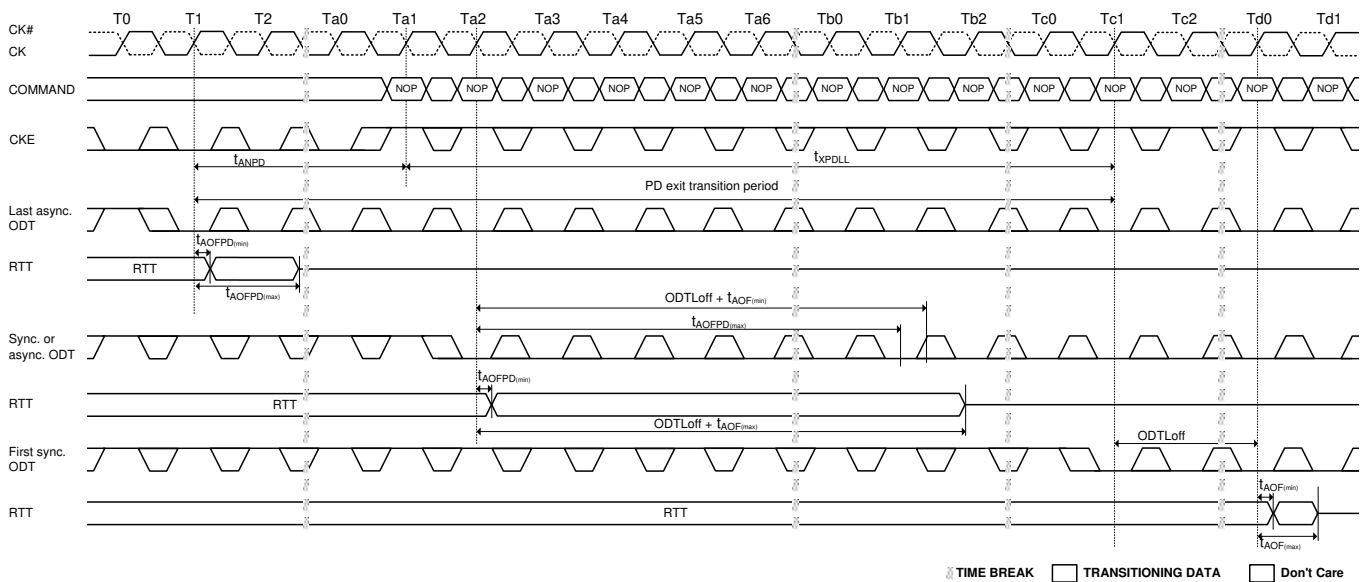 T0 T1 T2 Ta0 Ta1 Ta2 Ta3 Ta4 Ta5 Ta6 Tb0 Tb1 Tb2 Tc0 Tc1 Tc2 Td0 Td1
CK#
CK
COMMAND NOP NOP NOP NOP NOP NOP NOP NOP NOP NOP NOP NOP NOP NOP
CKE
tANPD tXPDLL
PD exit transition period
Last async.
ODT
tAOFPD(min)
RTT RTT
tAOFPD(max)
ODTLoff + tAOF(min)
tAOFPD(max)
Sync. or
async. ODT
tAOFPD(min)
RTT RTT
ODTLoff + tAOF(max)
ODTLoff
First sync.
ODT
tAOF(min)
RTT RTT
tAOF(max)
TIME BREAK TRANSITIONING DATA Don't Care